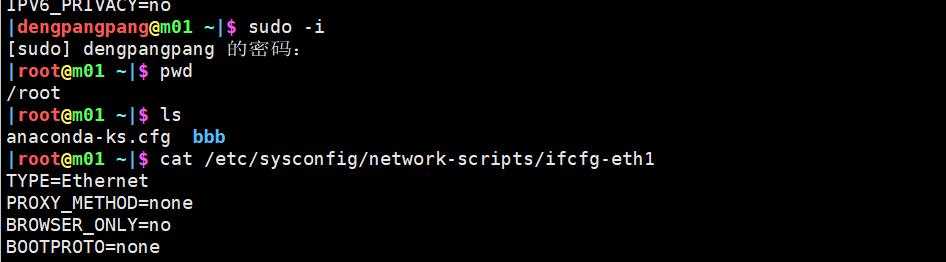 IPV6_PRIVACY=no
|dengpangpang@m01 ~|$ sudo -i
[sudo] dengpangpang 的密码：
|root@m01 ~|$ pwd
/root
|root@m01 ~|$ ls
anaconda-ks.cfg  bbb
|root@m01 ~|$ cat /etc/sysconfig/network-scripts/ifcfg-eth1
TYPE=Ethernet
PROXY_METHOD=none
BROWSER_ONLY=no
BOOTPROTO=none